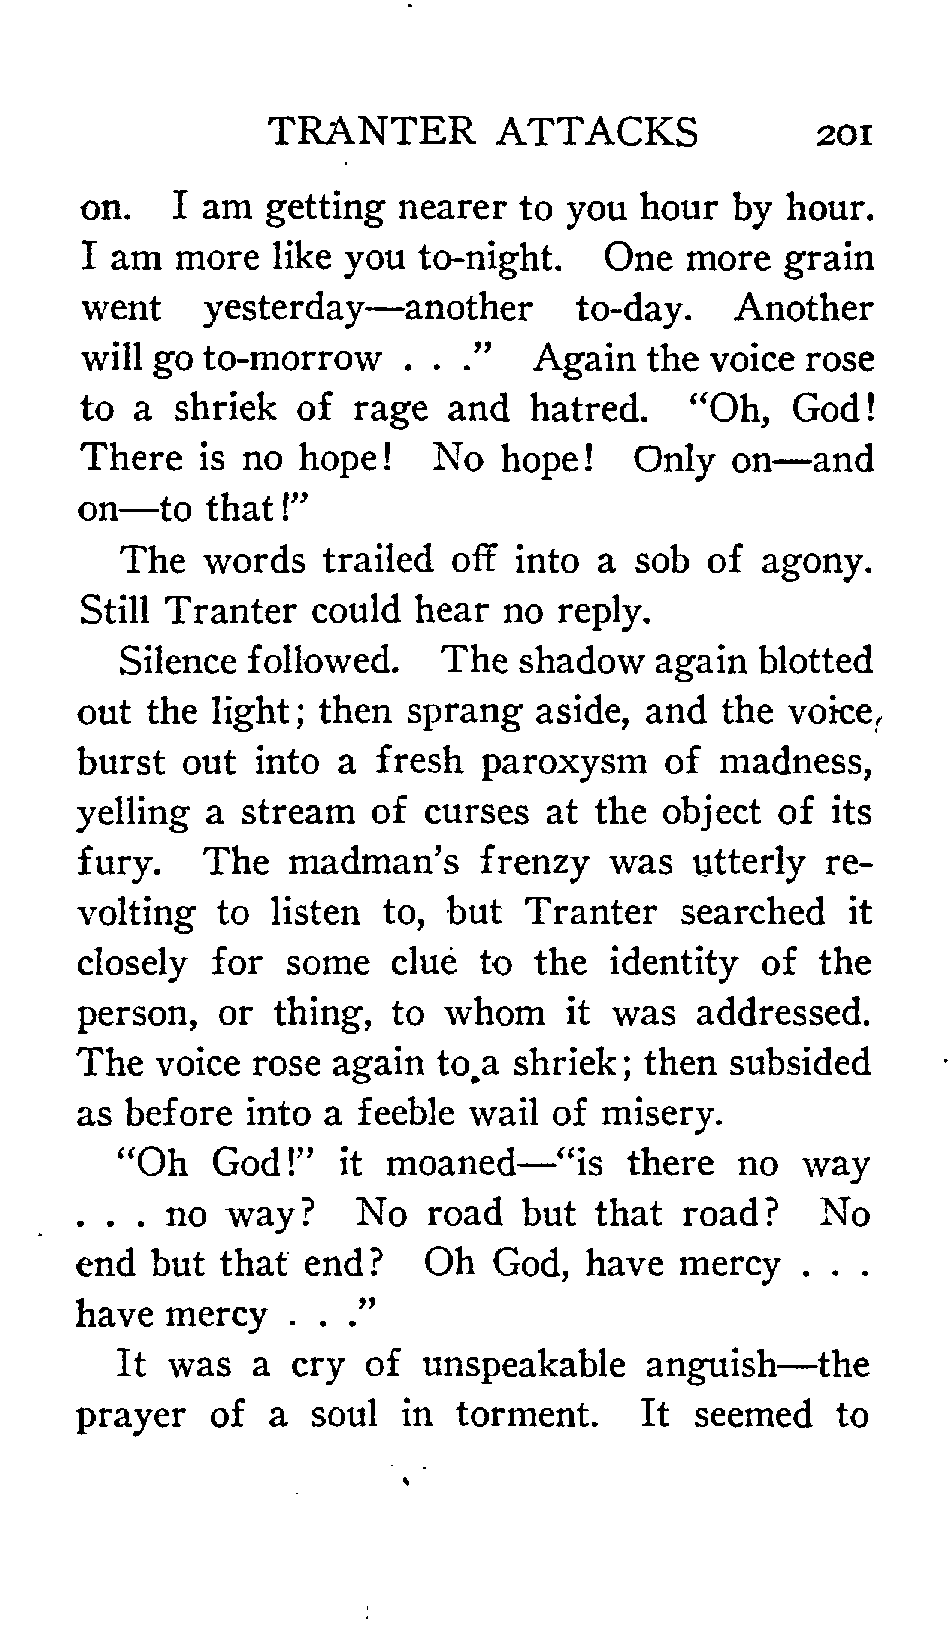 TRANTER ATTACKS 201
on. I am getting nearer to you hour by hour.
I am more like you to-night. One more grain
went yesterday—another to-day. Another
will go to-morrow . . ." Again the voice rose
to a shriek of rage and hatred. "Oh, God!
There is no hope! No hope! Only on—and
on—to that!"
The words trailed off into a sob of agony.
Still Tranter could hear no reply.
Silence followed. The shadow again blotted
out the light; then sprang aside, and the voice,
burst out into a fresh paroxysm of madness,
yelling a stream of curses at the object of its
fury. The madman's frenzy was utterly re-
volting to listen to, but Tranter searched it
closely for some clue to the identity of the
person, or thing, to whom it was addressed.
The voice rose again to a shriek; then subsided
as before into a feeble wail of misery.
"Oh God!" it moaned—"is there no way
. . . no way? No road but that road? No
end but that end? Oh God, have mercy . . .
have mercy . . ."
It was a cry of unspeakable anguish—the
prayer of a soul in torment. It seemed to